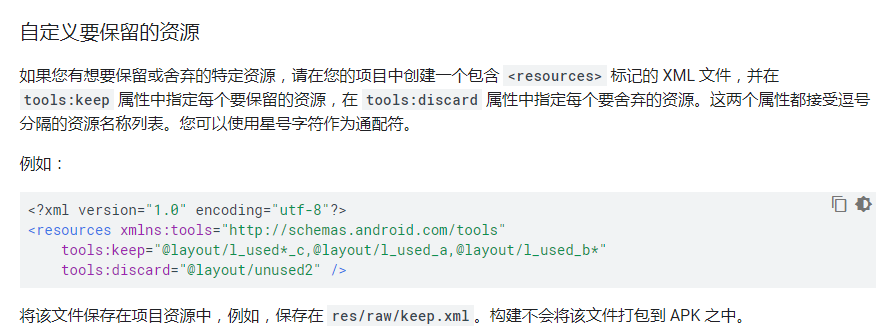 自定义要保留的资源
如果您有想要保留或舍弃的特定资源，请在您的项目中创建一个包含 <resources> 标记的 XML 文件，并在
tools:keep 属性中指定每个要保留的资源，在 tools:discard 属性中指定每个要舍弃的资源。这两个属性都接受逗号
分隔的资源名称列表。您可以使用星号字符作为通配符。
例如：
<?xml version="1.0" encoding="utf-8"?>
<resources xmlns:tools="http://schemas.android.com/tools"
    tools:keep="@layout/l_used*_c,@layout/l_used_a,@layout/l_used_b*"
    tools:discard="@layout/unused2" />
将该文件保存在项目资源中，例如，保存在 res/raw/keep.xml 。构建不会将该文件打包到 APK 之中。